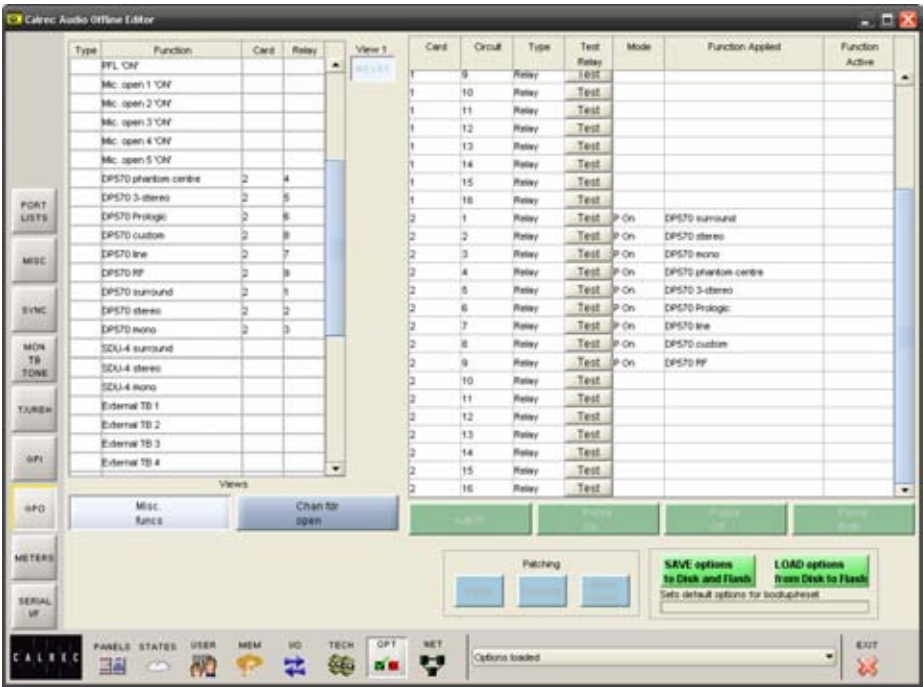 Calrec Audio Offline Editor
Type Function Card Relay View 1
PFL 'ON'
Mic. open 1 'ON'
Mic. open 2 'ON'
Mic. open 3 'ON'
Mic. open 4 'ON'
Mic. open 5 'ON'
DP570 phantom centre 2 4
DP570 3-stereo 2 5
DP570 Prologic 2 6
DP570 custom 2 8
DP570 line 2 7
DP570 RF 2 9
DP570 surround 2 1
DP570 stereo 2 2
DP570 mono 2 3
SDU-4 surround
SDU-4 stereo
SDU-4 mono
External TB 1
External TB 2
External TB 3
External TB 4
Views
Misc. funcs
Chan fdr open
Card Circuit Type Test Relay Mode Function Applied Function Active
1 9 Relay Test
1 10 Relay Test
1 11 Relay Test
1 12 Relay Test
1 13 Relay Test
1 14 Relay Test
1 15 Relay Test
1 16 Relay Test
2 1 Relay Test P On DP570 surround
2 2 Relay Test P On DP570 stereo
2 3 Relay Test P On DP570 mono
2 4 Relay Test P On DP570 phantom centre
2 5 Relay Test P On DP570 3-stereo
2 6 Relay Test P On DP570 Prologic
2 7 Relay Test P On DP570 line
2 8 Relay Test P On DP570 custom
2 9 Relay Test P On DP570 RF
2 10 Relay Test
2 11 Relay Test
2 12 Relay Test
2 13 Relay Test
2 14 Relay Test
2 15 Relay Test
2 16 Relay Test
Patching
SAVE options
to Disk and Flash
LOAD options
from Disk to Flash
Sets default options for bootup/reset
PORT LISTS
MISC
SYNC
MON TB TONE
GPI
GPO
METERS
SERIAL I/F
CALREC
PANELS STATES USER MEM I/O TECH OPT NET
Options loaded
EXIT